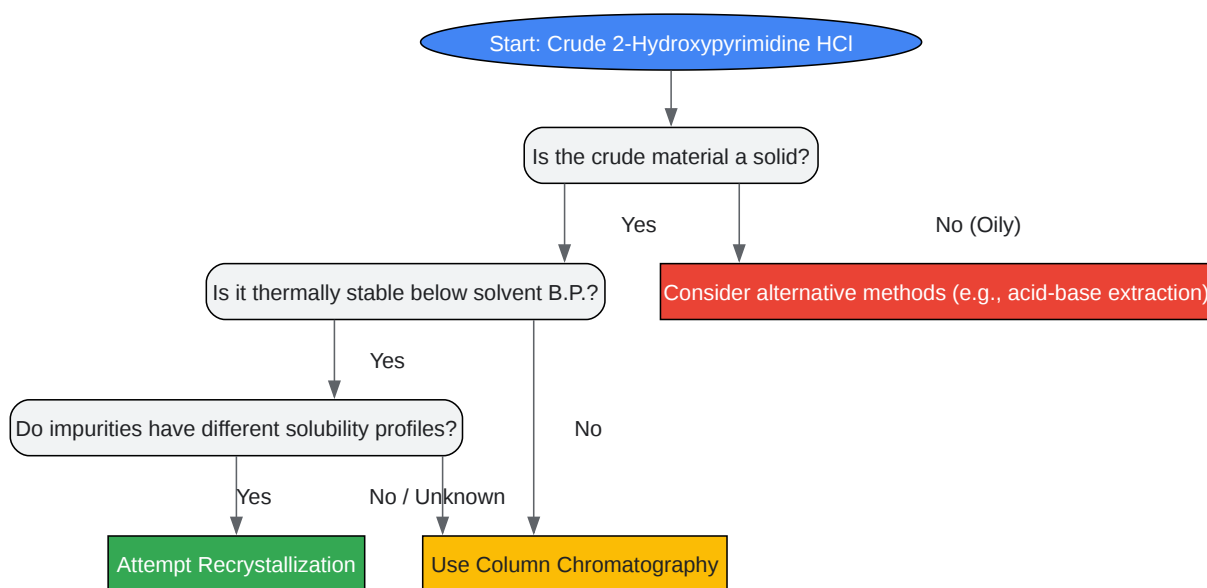 Start: Crude 2-Hydroxypyrimidine HCl
Is the crude material a solid?
Yes
No (Oily)
Is it thermally stable below solvent B.P.?
Consider alternative methods (e.g., acid-base extraction)
Yes
Do impurities have different solubility profiles?
No
Yes
No / Unknown
Attempt Recrystallization
Use Column Chromatography